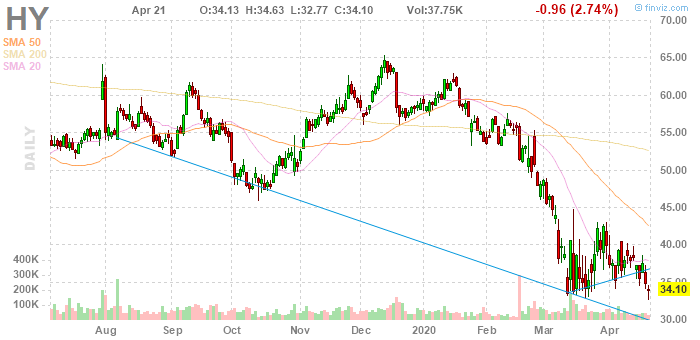 HY Apr 21 O:34.13 H:34.63 L:32.77 C:34.10 Vol:37.75K -0.96 (2.74%)
© finviz.com
SMA 50
SMA 200
SMA 20
DAILY
70.00
65.00
60.00
55.00
50.00
45.00
40.00
35.00
34.10
30.00
400K
300K
200K
100K
Aug Sep Oct Nov Dec 2020 Feb Mar Apr